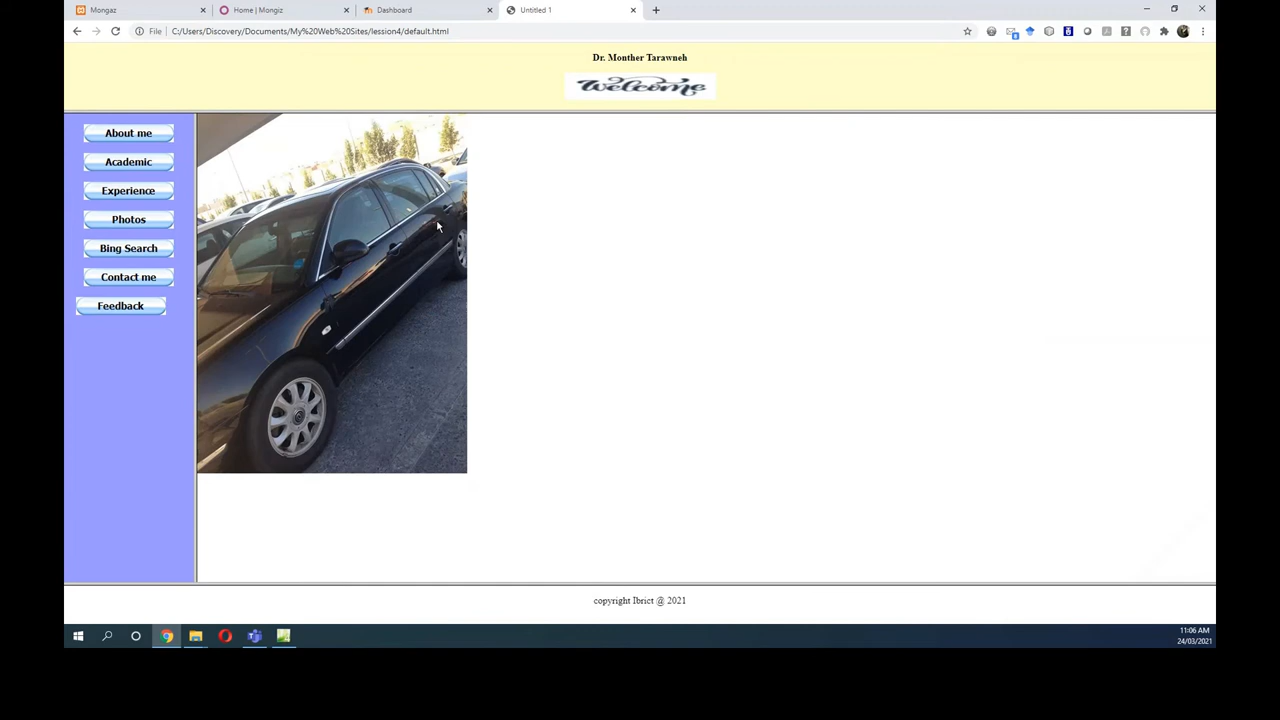 Mongaz
Home | Mongiz
Dashboard
Untitled 1
File C:/Users/Discovery/Documents/My%20Web%20Sites/lession4/default.html
Dr. Monther Tarawneh
Welcome
About me
Academic
Experience
Photos
Bing Search
Contact me
Feedback
copyright Ibrict @ 2021
11:06 AM
24/03/2021